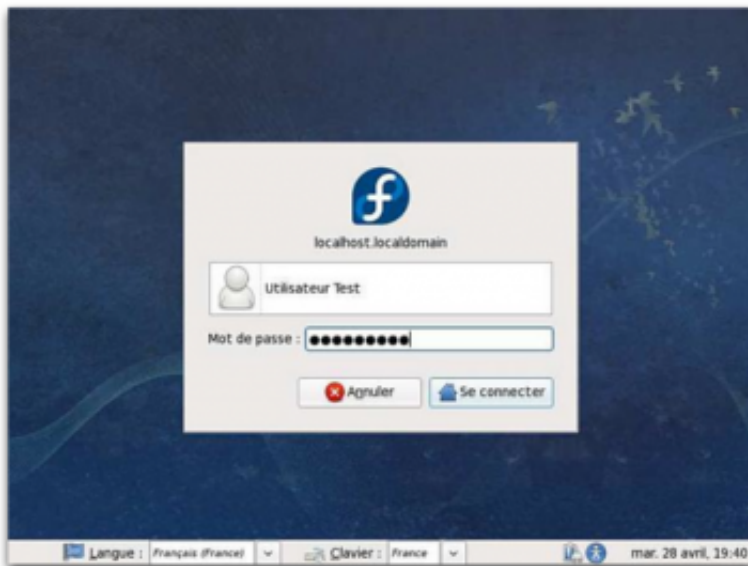 localhost.localdomain
Utilisateur Test
Mot de passe :
Annuler
Se connecter
Langue : Français (France) Clavier : France mar. 28 avril, 19:40